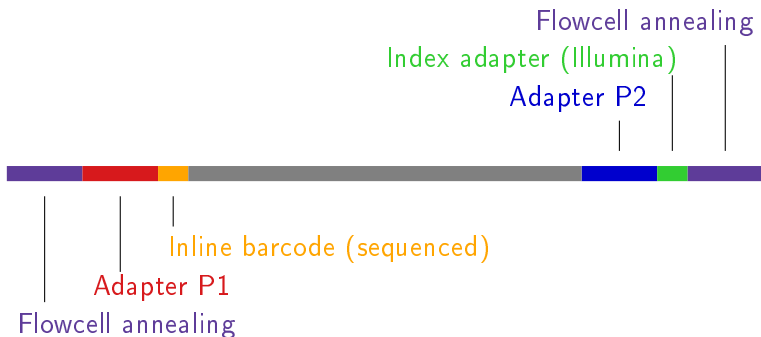 Flowcell annealing
Index adapter (Illumina)
Adapter P2
Inline barcode (sequenced)
Adapter P1
Flowcell annealing